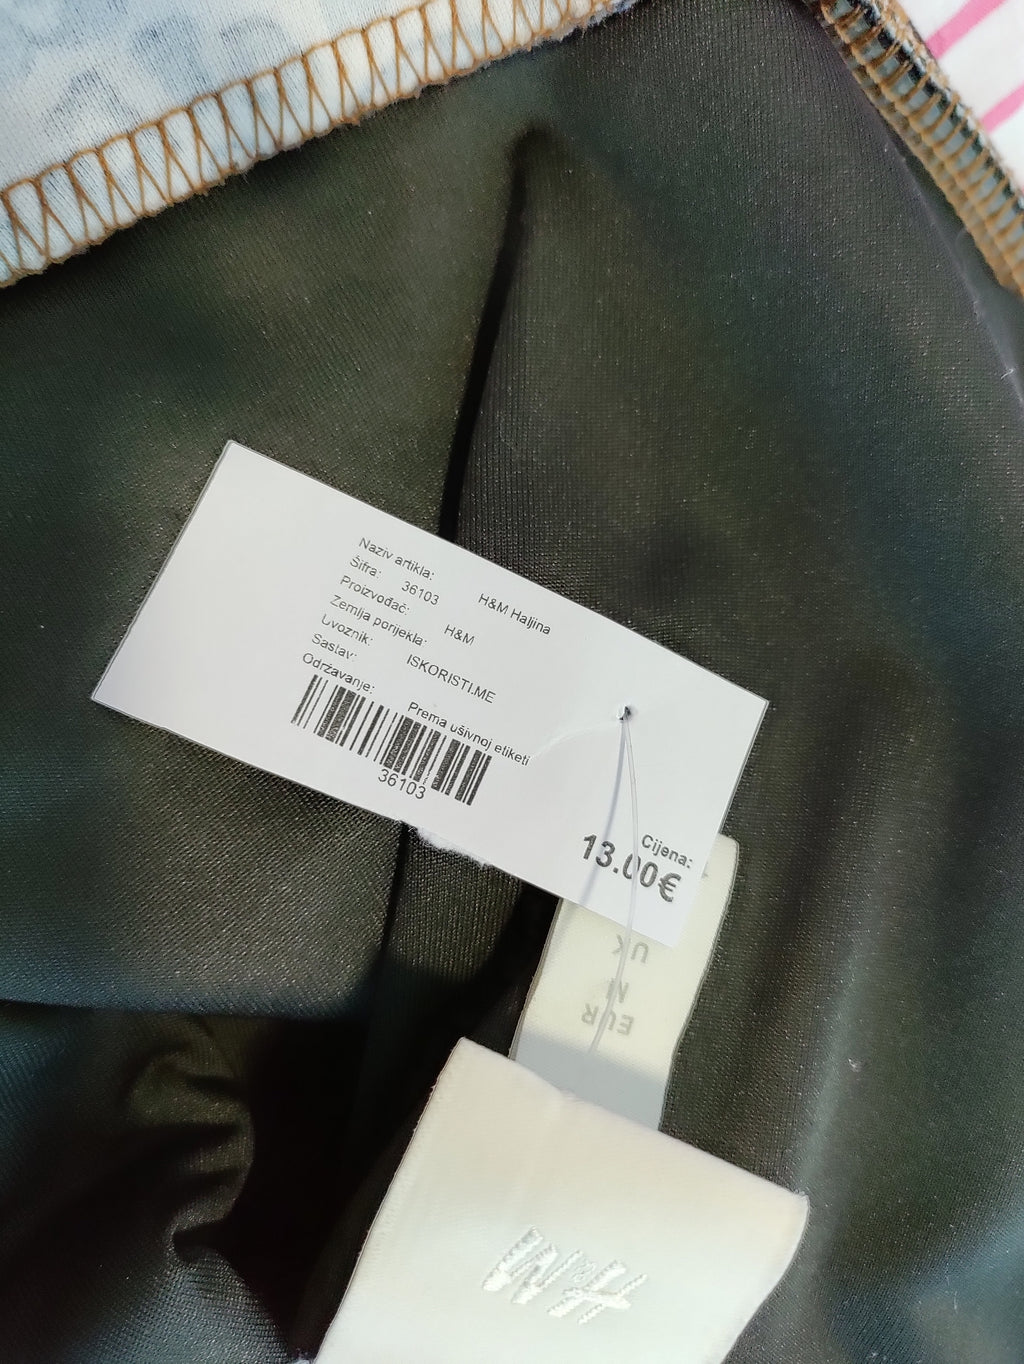 Naziv artikla: H&M Haljina
Šifra: 36103
Proizvođač: H&M
Zemlja porijekla:
Uvoznik: ISKORISTI.ME
Sastav:
Održavanje: Prema ušivnoj etiketi
36103
Cijena:
13.00€
EUR
UK
H&M